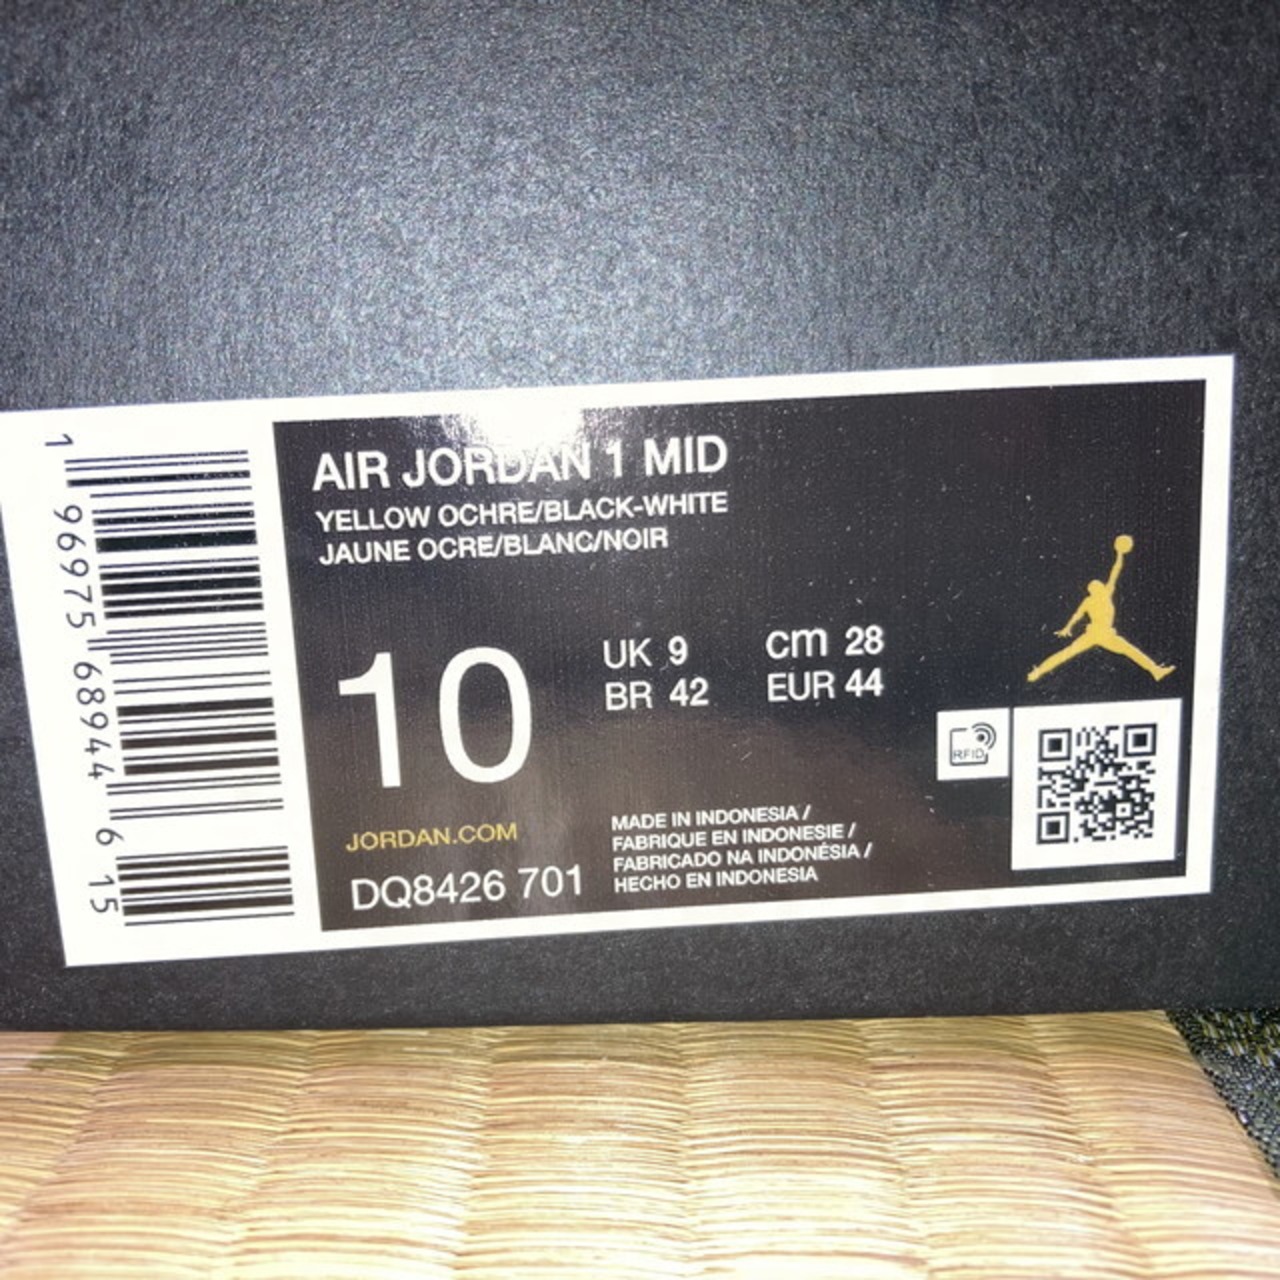 AIR JORDAN 1 MID
YELLOW OCHRE/BLACK-WHITE
JAUNE OCRE/BLANC/NOIR
10
UK 9
cm 28
BR 42
EUR 44
RFID
JORDAN.COM
DQ8426 701
MADE IN INDONESIA /
FABRIQUE EN INDONESIE /
FABRICADO NA INDONÉSIA /
HECHO EN INDONESIA
1 96975 68944 6 15